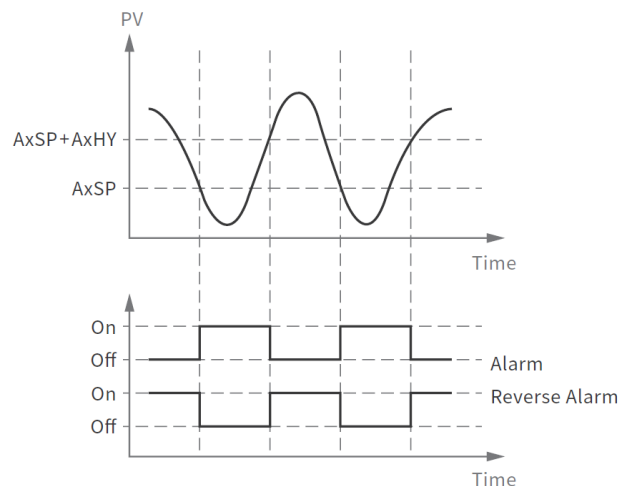 PV
AxSP+AxHY
AxSP
Time
On
Off
Alarm
On
Reverse Alarm
Off
Time